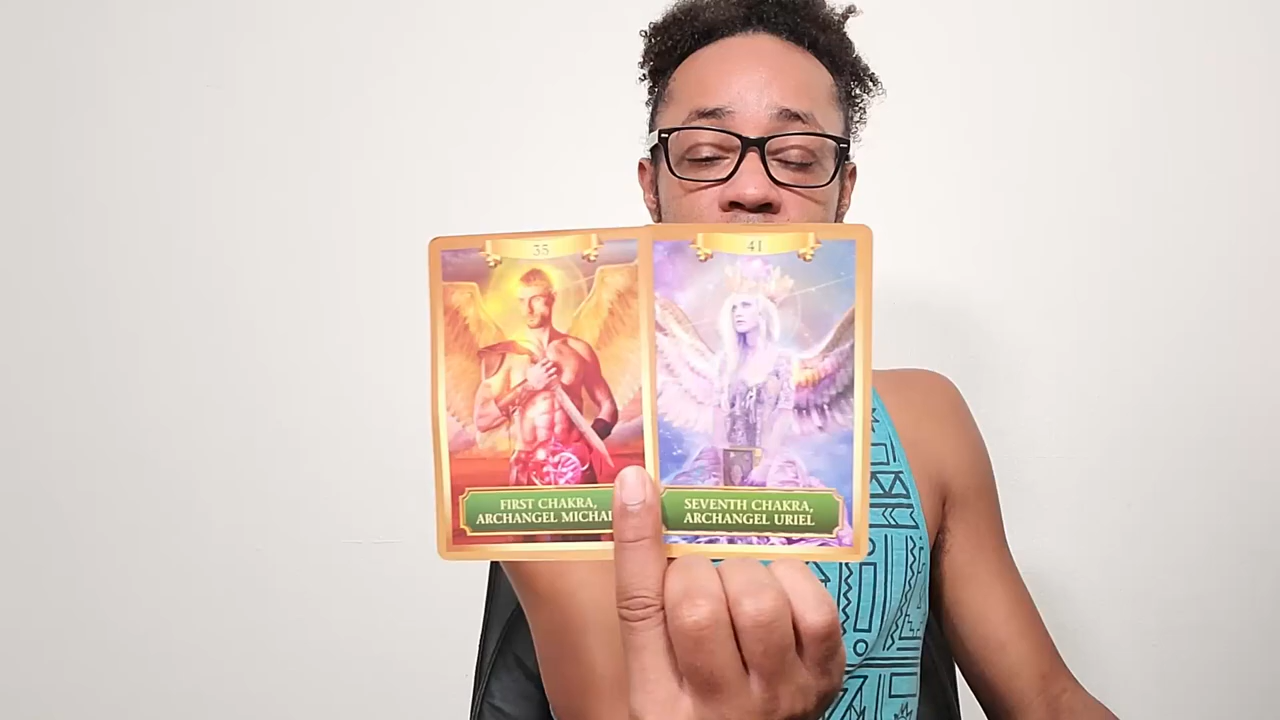 35
FIRST CHAKRA,
ARCHANGEL MICHAE
41
SEVENTH CHAKRA,
ARCHANGEL URIEL